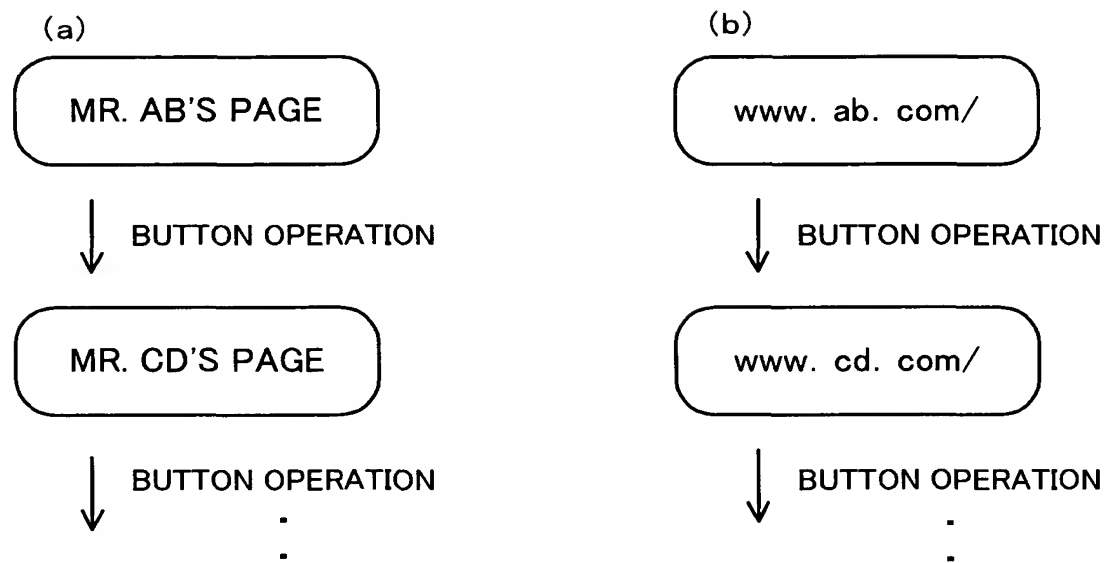 (a)
MR. AB'S PAGE
BUTTON OPERATION
MR. CD'S PAGE
BUTTON OPERATION
(b)
www. ab. com/
BUTTON OPERATION
www. cd. com/
BUTTON OPERATION